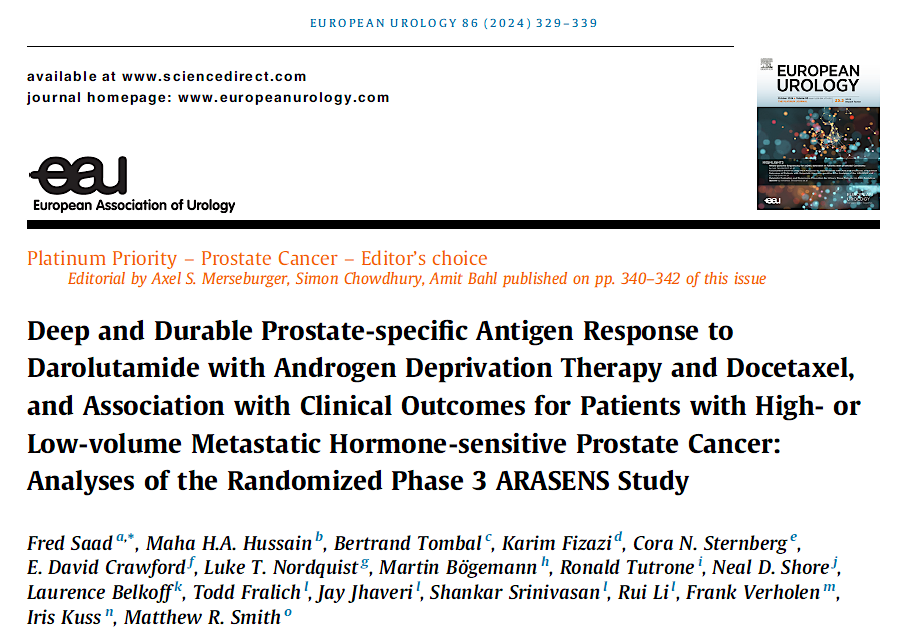 EUROPEAN UROLOGY 86 (2024) 329–339
available at www.sciencedirect.com
journal homepage: www.europeanurology.com
EUROPEAN
UROLOGY
HIGHLIGHTS
eau
eau
European Association of Urology
Platinum Priority – Prostate Cancer – Editor's choice
Editorial by Axel S. Merseburger, Simon Chowdhury, Amit Bahl published on pp. 340–342 of this issue
Deep and Durable Prostate-specific Antigen Response to
Darolutamide with Androgen Deprivation Therapy and Docetaxel,
and Association with Clinical Outcomes for Patients with High- or
Low-volume Metastatic Hormone-sensitive Prostate Cancer:
Analyses of the Randomized Phase 3 ARASENS Study
Fred Saad a,*, Maha H.A. Hussain b, Bertrand Tombal c, Karim Fizazi d, Cora N. Sternberg e,
E. David Crawford f, Luke T. Nordquist g, Martin Bögemann h, Ronald Tutrone i, Neal D. Shore j,
Laurence Belkoff k, Todd Fralich l, Jay Jhaveri l, Shankar Srinivasan l, Rui Li l, Frank Verholen m,
Iris Kuss n, Matthew R. Smith o